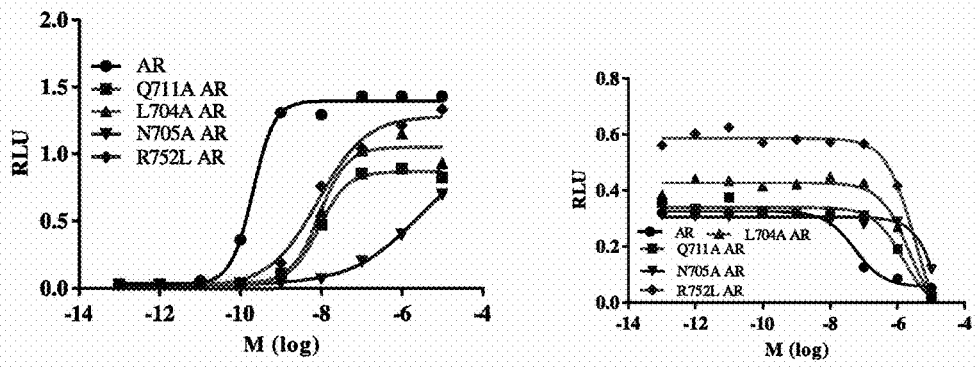 2.0
AR
Q711A AR
L704A AR
N705A AR
R752L AR
1.5
1.0
0.5
0.0
RLU
-14 -12 -10 -8 -6 -4
M (log)
0.8
0.6
0.4
0.2
0.0
RLU
AR L704A AR
Q711A AR
N705A AR
R752L AR
-14 -12 -10 -8 -6 -4
M (log)